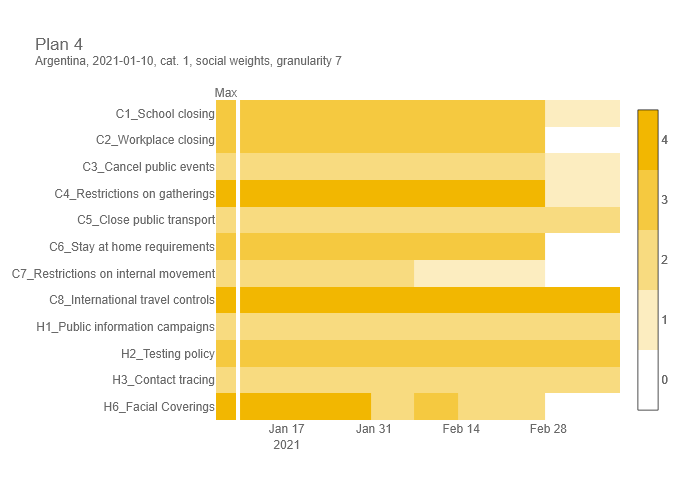 Plan 4
Argentina, 2021-01-10, cat. 1, social weights, granularity 7
Max
C1_School closing
C2_Workplace closing
C3_Cancel public events
C4_Restrictions on gatherings
C5_Close public transport
C6_Stay at home requirements
C7_Restrictions on internal movement
C8_International travel controls
H1_Public information campaigns
H2_Testing policy
H3_Contact tracing
H6_Facial Coverings
Jan 17 Jan 31 Feb 14 Feb 28
2021
4
3
2
1
0